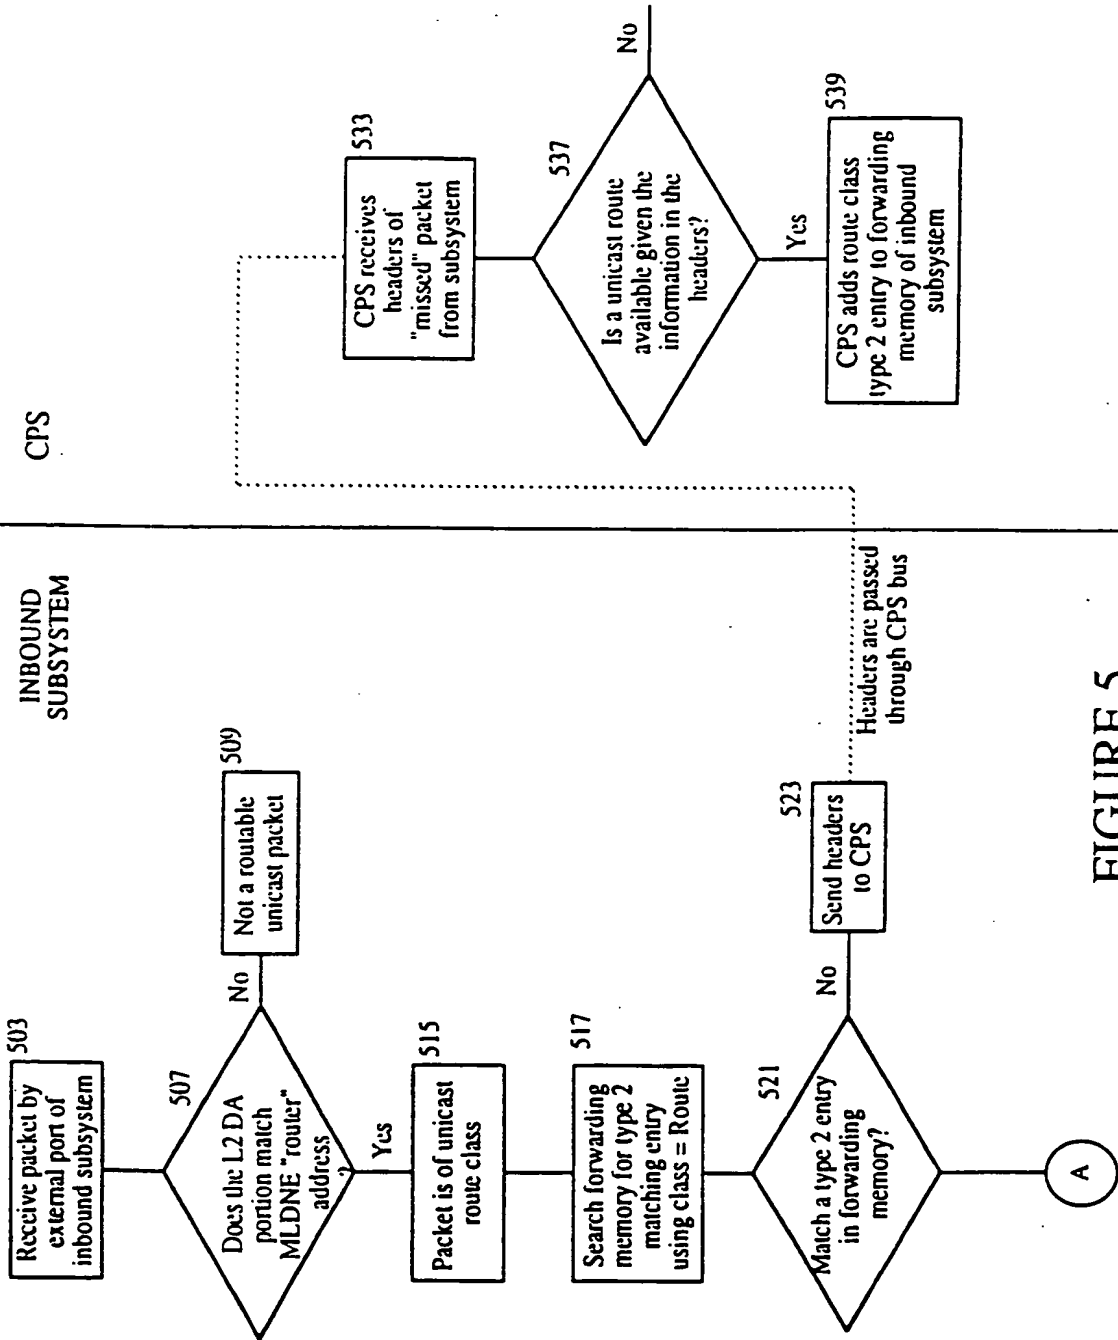 INBOUND
SUBSYSTEM
CPS
503
Receive packet by
external port of
inbound subsystem
507
Does the L2 DA
portion match
MLDNE "router"
address
?
No
509
Not a routable
unicast packet
Yes
515
Packet is of unicast
route class
517
Search forwarding
memory for type 2
matching entry
using class = Route
521
Match a type 2 entry
in forwarding
memory?
No
523
Send headers
to CPS
A
Headers are passed
through CPS bus
533
CPS receives
headers of
"missed" packet
from subsystem
537
Is a unicast route
available given the
information in the
headers?
No
Yes
539
CPS adds route class
type 2 entry to forwarding
memory of inbound
subsystem
FIGURE 5